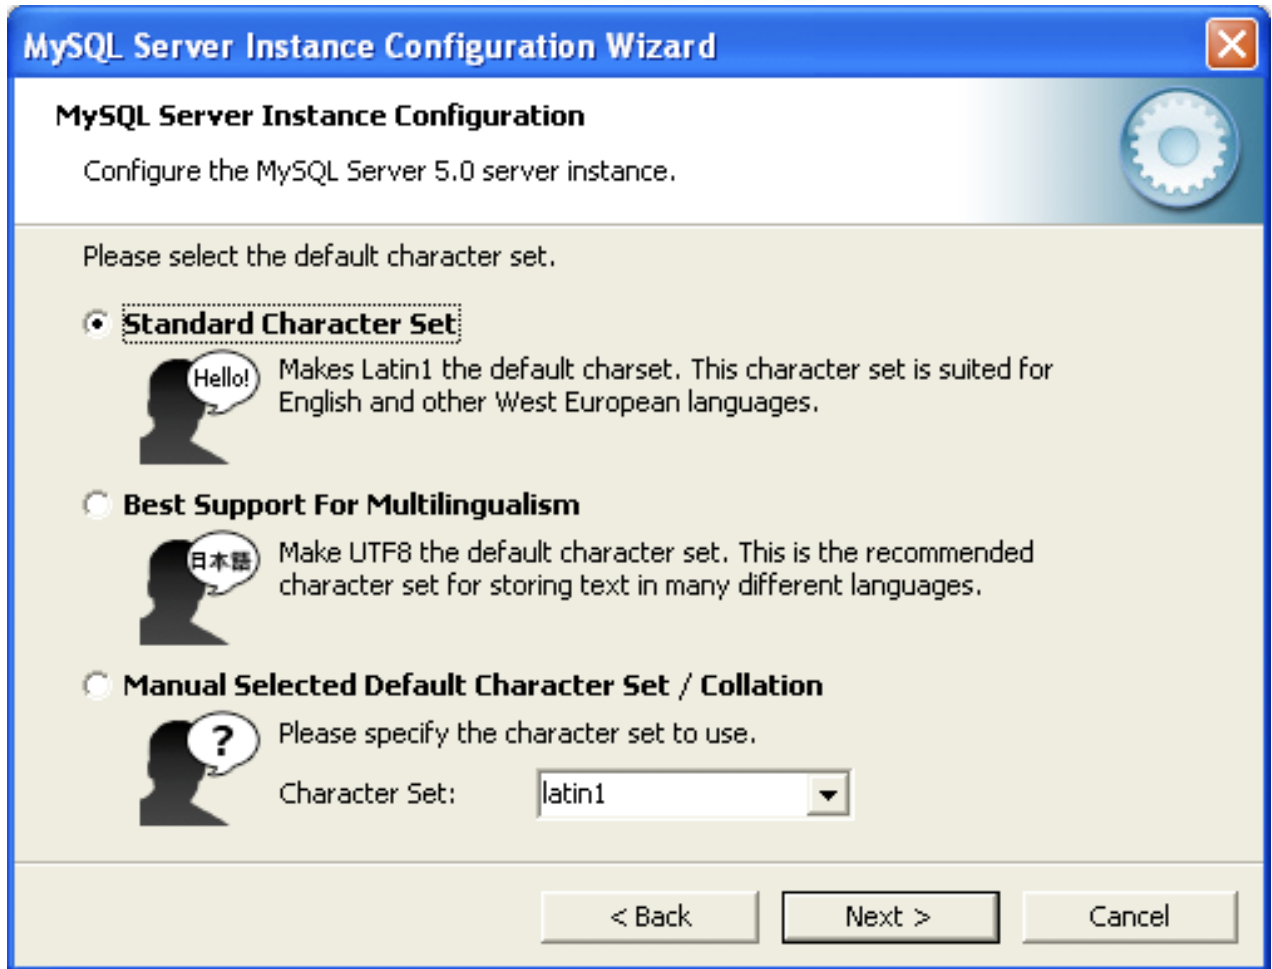 MySQL Server Instance Configuration Wizard
MySQL Server Instance Configuration
Configure the MySQL Server 5.0 server instance.
Please select the default character set.
Standard Character Set
Hello!
Makes Latin1 the default charset. This character set is suited for
English and other West European languages.
Best Support For Multilingualism
日本語
Make UTF8 the default character set. This is the recommended
character set for storing text in many different languages.
Manual Selected Default Character Set / Collation
?
Please specify the character set to use.
Character Set: latin1
< Back Next > Cancel